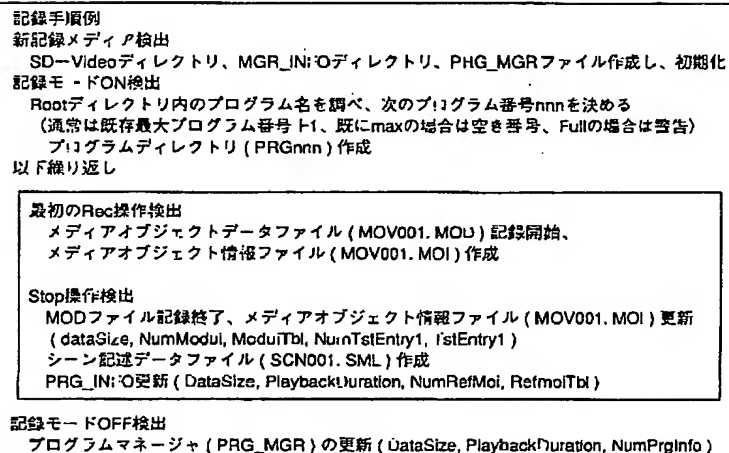 記録手順例
新記録メディア検出
SD-Videoディレクトリ、MGR_INFOディレクトリ、PRG_MGRファイル作成し、初期化
記録モードON検出
Rootディレクトリ内のプログラム名を調べ、次のプログラム番号nnnを決める
(通常は既存最大プログラム番号+1、既にmaxの場合は空き番号、Fullの場合は警告)
プログラムディレクトリ(PRGnnn)作成
以下繰り返し
最初のRec操作検出
メディアオブジェクトデータファイル(MOV001.MOD)記録開始、
メディアオブジェクト情報ファイル(MOV001.MOI)作成
Stop操作検出
MODファイル記録終了、メディアオブジェクト情報ファイル(MOV001.MOI)更新
(dataSize, NumModui, ModuiTbl, NumTstEntry1, TstEntry1)
シーン記述データファイル(SCN001.SML)作成
PRG_INFO更新(DataSize, PlaybackDuration, NumRefMoi, RefmoiTbl)
記録モードOFF検出
プログラムマネージャ(PRG_MGR)の更新(DataSize, PlaybackDuration, NumPrgInfo)